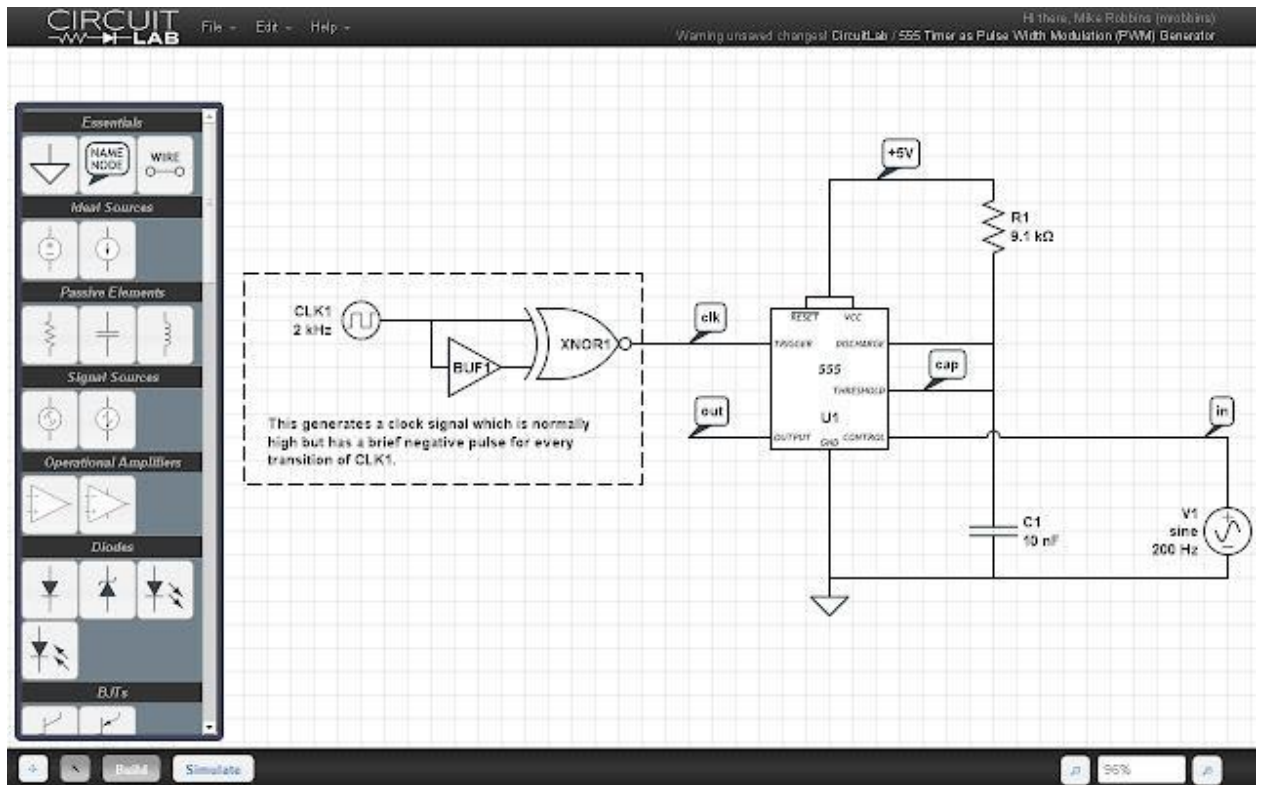 CIRCUIT
LAB
File
Edit
Help
Hi there, Mike Robbins (mrobbins)
Warning unsaved changes! CircuitLab / 555 Timer as Pulse Width Modulation (PWM) Generator
Essentials
NAME
NODE
WIRE
Ideal Sources
Passive Elements
Signal Sources
Operational Amplifiers
Diodes
BJTs
+5V
R1
9.1 kΩ
CLK1
2 kHz
BUF1
XNOR1
clk
RESET
VCC
TRIGGER
DISCHARGE
555
THRESHOLD
cap
U1
out
OUTPUT
GND
CONTROL
in
This generates a clock signal which is normally
high but has a brief negative pulse for every
transition of CLK1.
C1
10 nF
V1
sine
200 Hz
Build
Simulate
96%